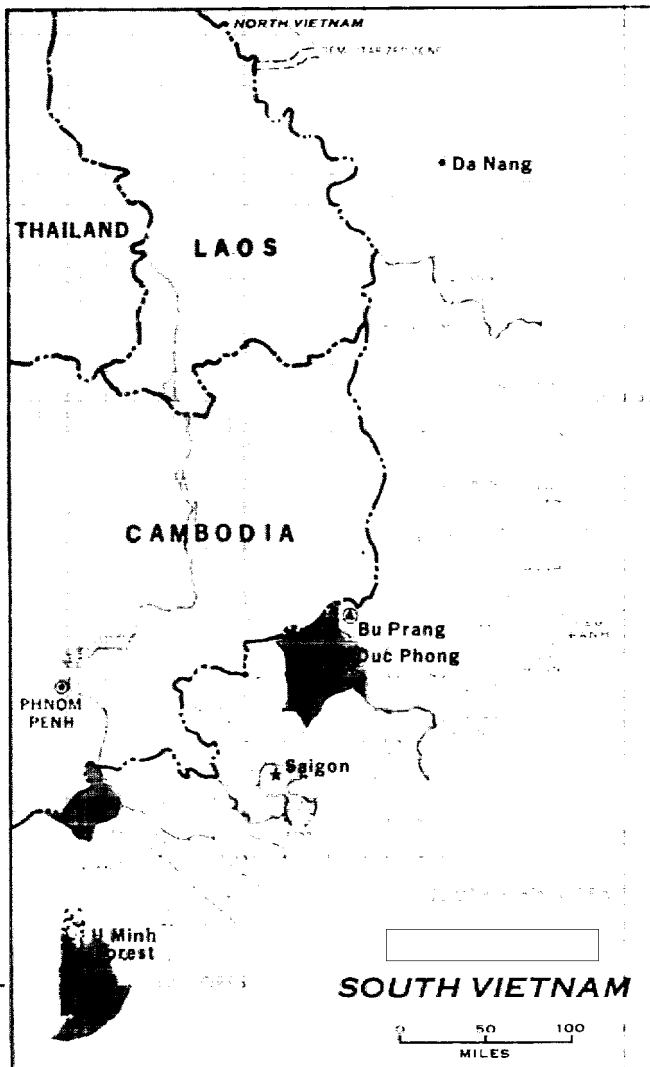 NORTH VIETNAM
Da Nang
THAILAND
LAOS
CAMBODIA
Bu Prang
Duc Phong
PHNOM
PENH
Saigon
U Minh
Forest
SOUTH VIETNAM
0 50 100
MILES